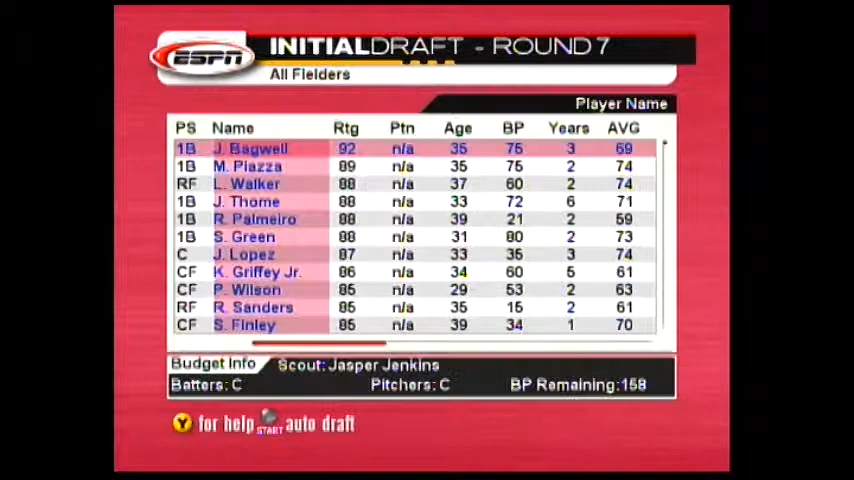 ESPN INITIALDRAFT - ROUND 7
All Fielders
Player Name
PS Name Rtg Ptn Age BP Years AVG
1B J. Bagwell 92 n/a 35 75 3 69
1B M. Piazza 89 n/a 35 75 2 74
RF L. Walker 88 n/a 37 60 2 74
1B J. Thome 88 n/a 33 72 6 71
1B R. Palmeiro 88 n/a 39 21 2 59
1B S. Green 88 n/a 31 80 2 73
C J. Lopez 87 n/a 33 35 3 74
CF K. Griffey Jr. 86 n/a 34 60 5 61
CF P. Wilson 85 n/a 29 53 2 63
RF R. Sanders 85 n/a 35 15 2 61
CF S. Finley 85 n/a 39 34 1 70
Budget Info Scout: Jasper Jenkins
Batters: C Pitchers: C BP Remaining: 158
Y for help START auto draft